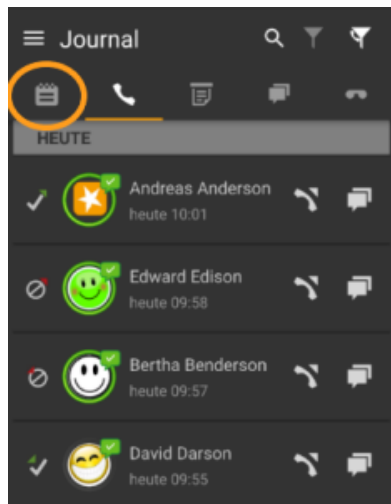 Journal
HEUTE
Andreas Anderson
heute 10:01
Edward Edison
heute 09:58
Bertha Benderson
heute 09:57
David Darson
heute 09:55